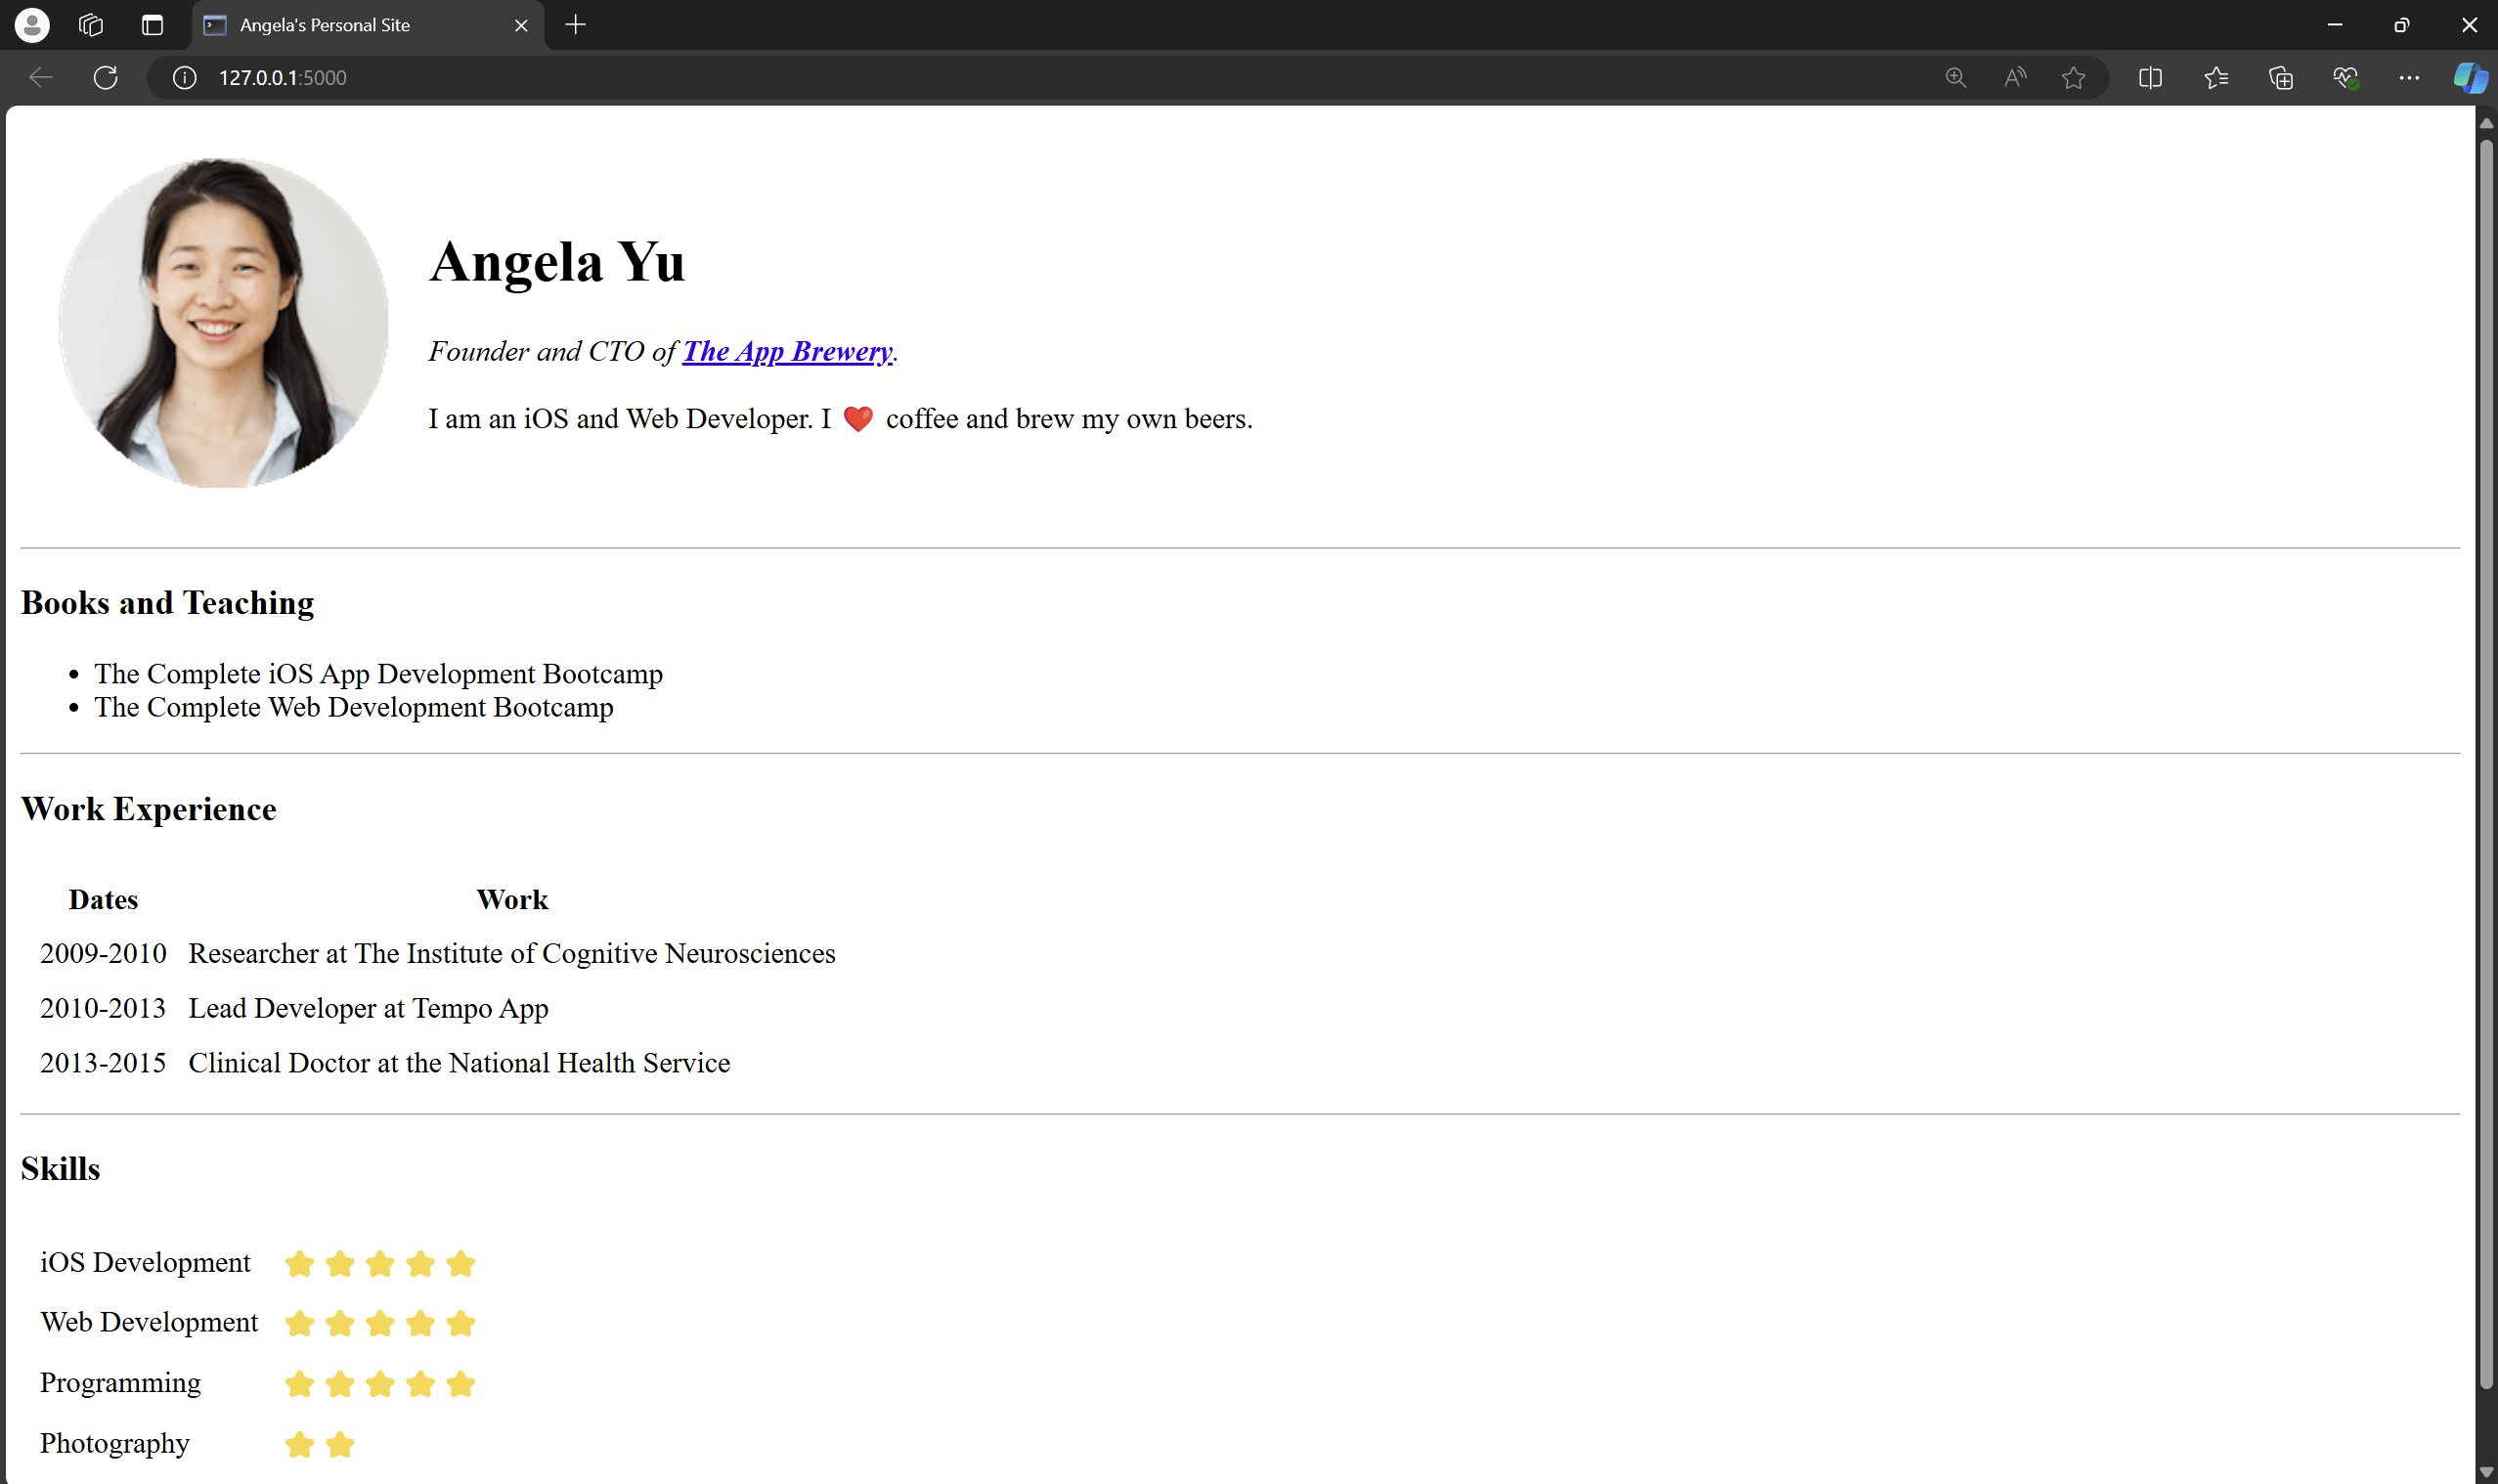 Angela's Personal Site
127.0.0.1:5000
Angela Yu
Founder and CTO of The App Brewery.
I am an iOS and Web Developer. I ❤️ coffee and brew my own beers.
Books and Teaching
• The Complete iOS App Development Bootcamp
• The Complete Web Development Bootcamp
Work Experience
Dates Work
2009-2010 Researcher at The Institute of Cognitive Neurosciences
2010-2013 Lead Developer at Tempo App
2013-2015 Clinical Doctor at the National Health Service
Skills
iOS Development ⭐⭐⭐⭐⭐
Web Development ⭐⭐⭐⭐⭐
Programming ⭐⭐⭐⭐⭐
Photography ⭐⭐